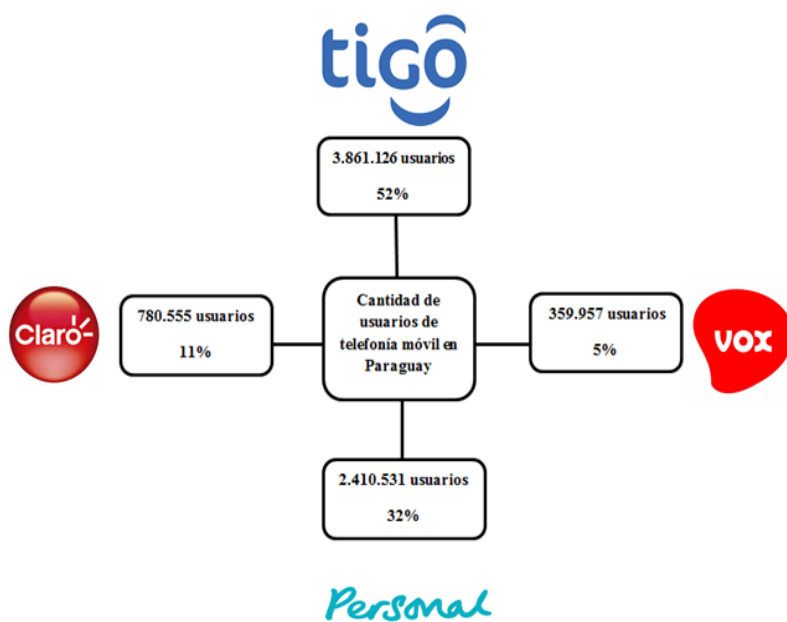 tigo
3.861.126 usuarios
52%
Claro
780.555 usuarios
11%
Cantidad de
usuarios de
telefonía móvil en
Paraguay
359.957 usuarios
5%
vox
2.410.531 usuarios
32%
Personal